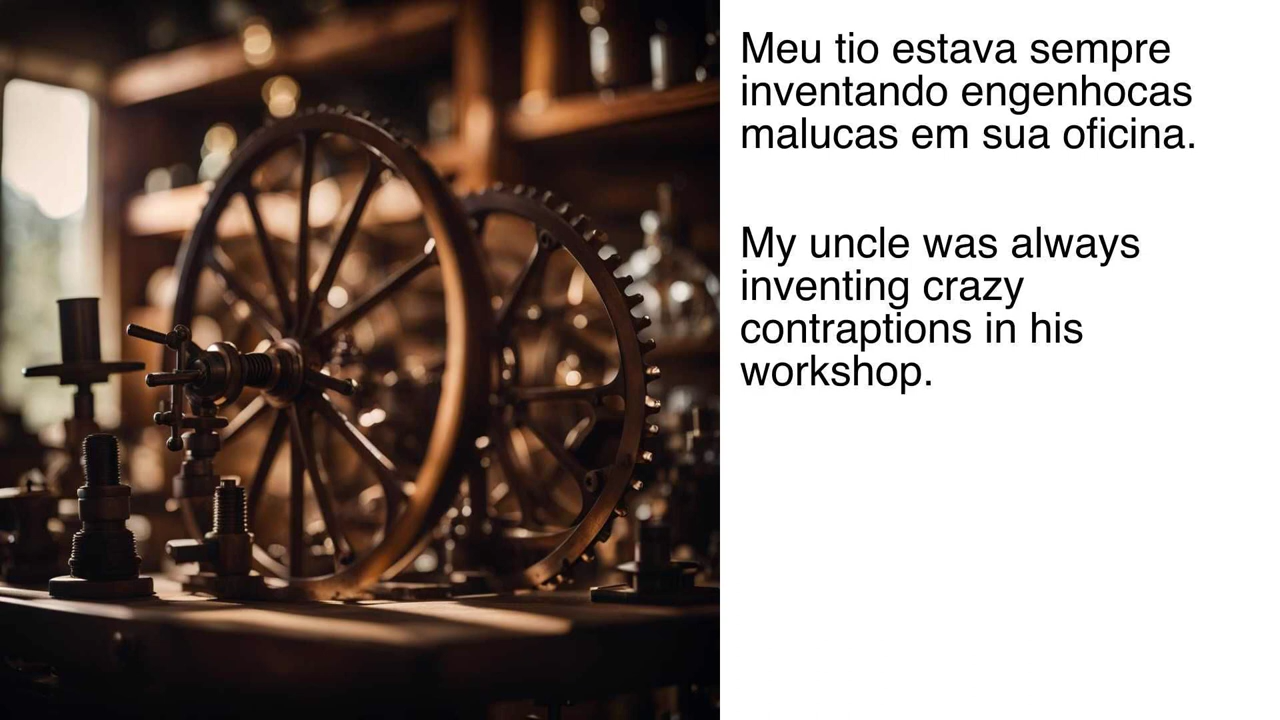 Meu tio estava sempre
inventando engenhocas
malucas em sua oficina.
My uncle was always
inventing crazy
contraptions in his
workshop.